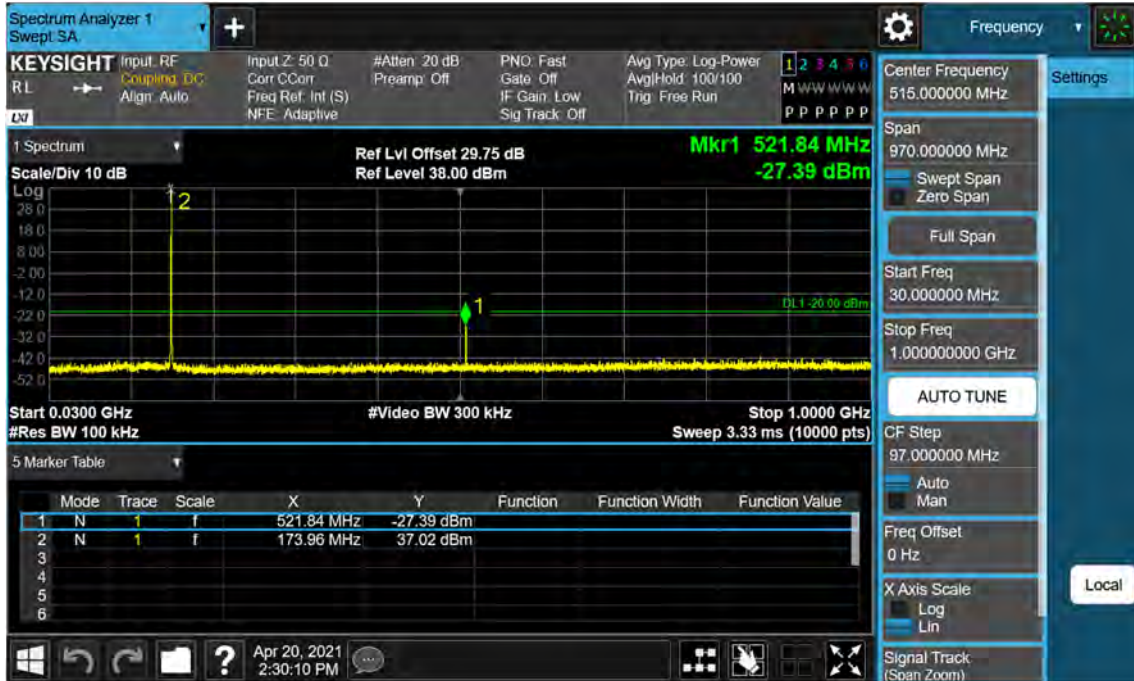 Spectrum Analyzer 1
Swept SA
Frequency
KEYSIGHT
RL
LXI
Input: RF
Coupling: DC
Align: Auto
Input Z: 50 Ω
Corr CCorr
Freq Ref: Int (S)
NFE: Adaptive
#Atten: 20 dB
Preamp: Off
PNO: Fast
Gate: Off
IF Gain: Low
Sig Track: Off
Avg Type: Log-Power
Avg|Hold: 100/100
Trig: Free Run
1 2 3 4 5 6
M W W W W W
P P P P P P
1 Spectrum
Scale/Div 10 dB
Ref Lvl Offset 29.75 dB
Ref Level 38.00 dBm
Mkr1 521.84 MHz
-27.39 dBm
Log
28.0
18.0
8.00
-2.00
-12.0
-22.0
-32.0
-42.0
-52.0
2
1
DL1 -20.00 dBm
Start 0.0300 GHz
#Res BW 100 kHz
#Video BW 300 kHz
Stop 1.0000 GHz
Sweep 3.33 ms (10000 pts)
5 Marker Table
Mode Trace Scale X Y Function Function Width Function Value
1 N 1 f 521.84 MHz -27.39 dBm
2 N 1 f 173.96 MHz 37.02 dBm
3
4
5
6
?
Apr 20, 2021
2:30:10 PM
Center Frequency
515.000000 MHz
Span
970.000000 MHz
Swept Span
Zero Span
Full Span
Start Freq
30.000000 MHz
Stop Freq
1.000000000 GHz
AUTO TUNE
CF Step
97.000000 MHz
Auto
Man
Freq Offset
0 Hz
X Axis Scale
Log
Lin
Signal Track
(Span Zoom)
Settings
Local